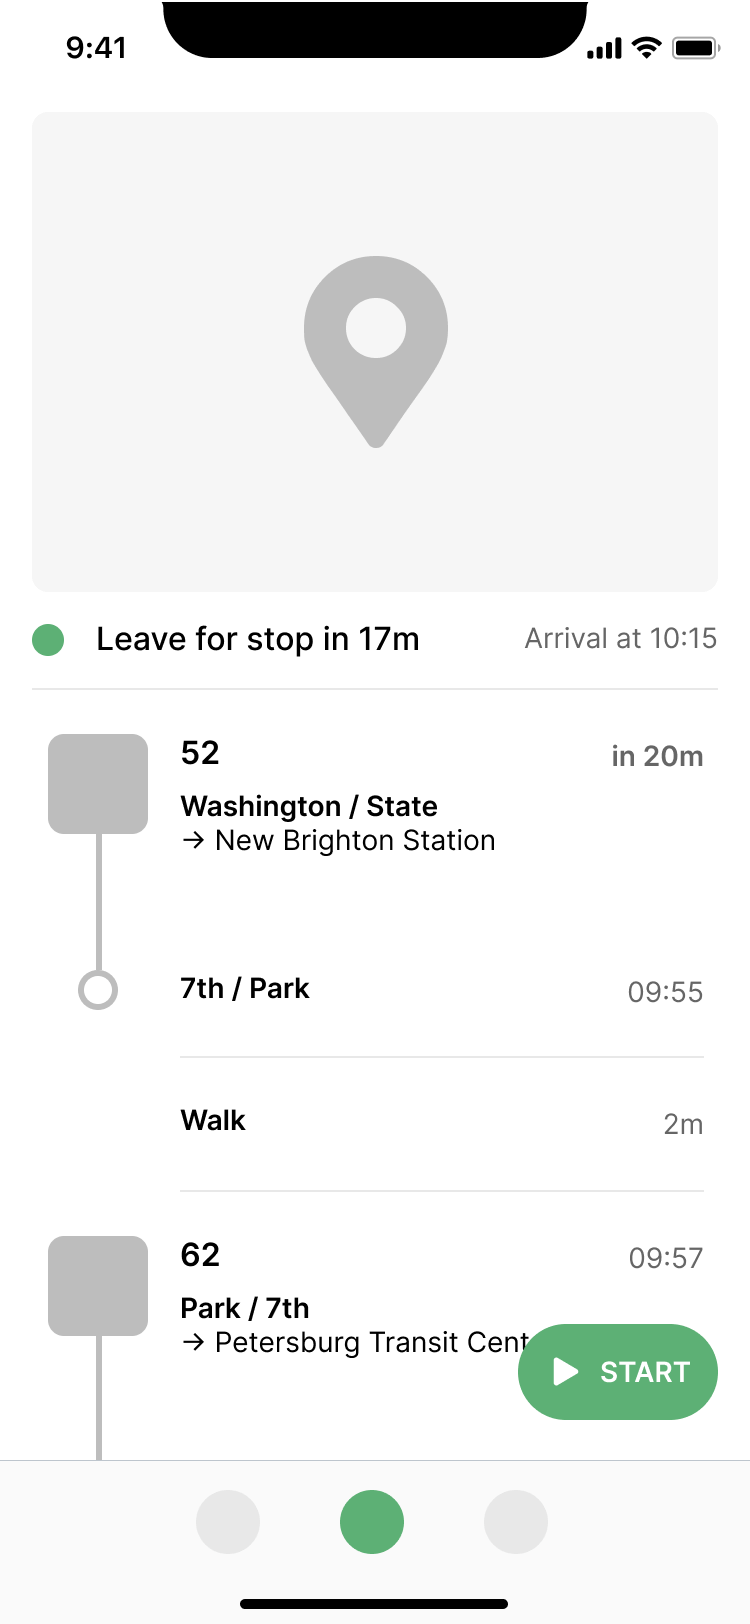 9:41
Leave for stop in 17m
Arrival at 10:15
52
in 20m
Washington / State
→ New Brighton Station
7th / Park
09:55
Walk
2m
62
09:57
Park / 7th
→ Petersburg Transit Cent
START